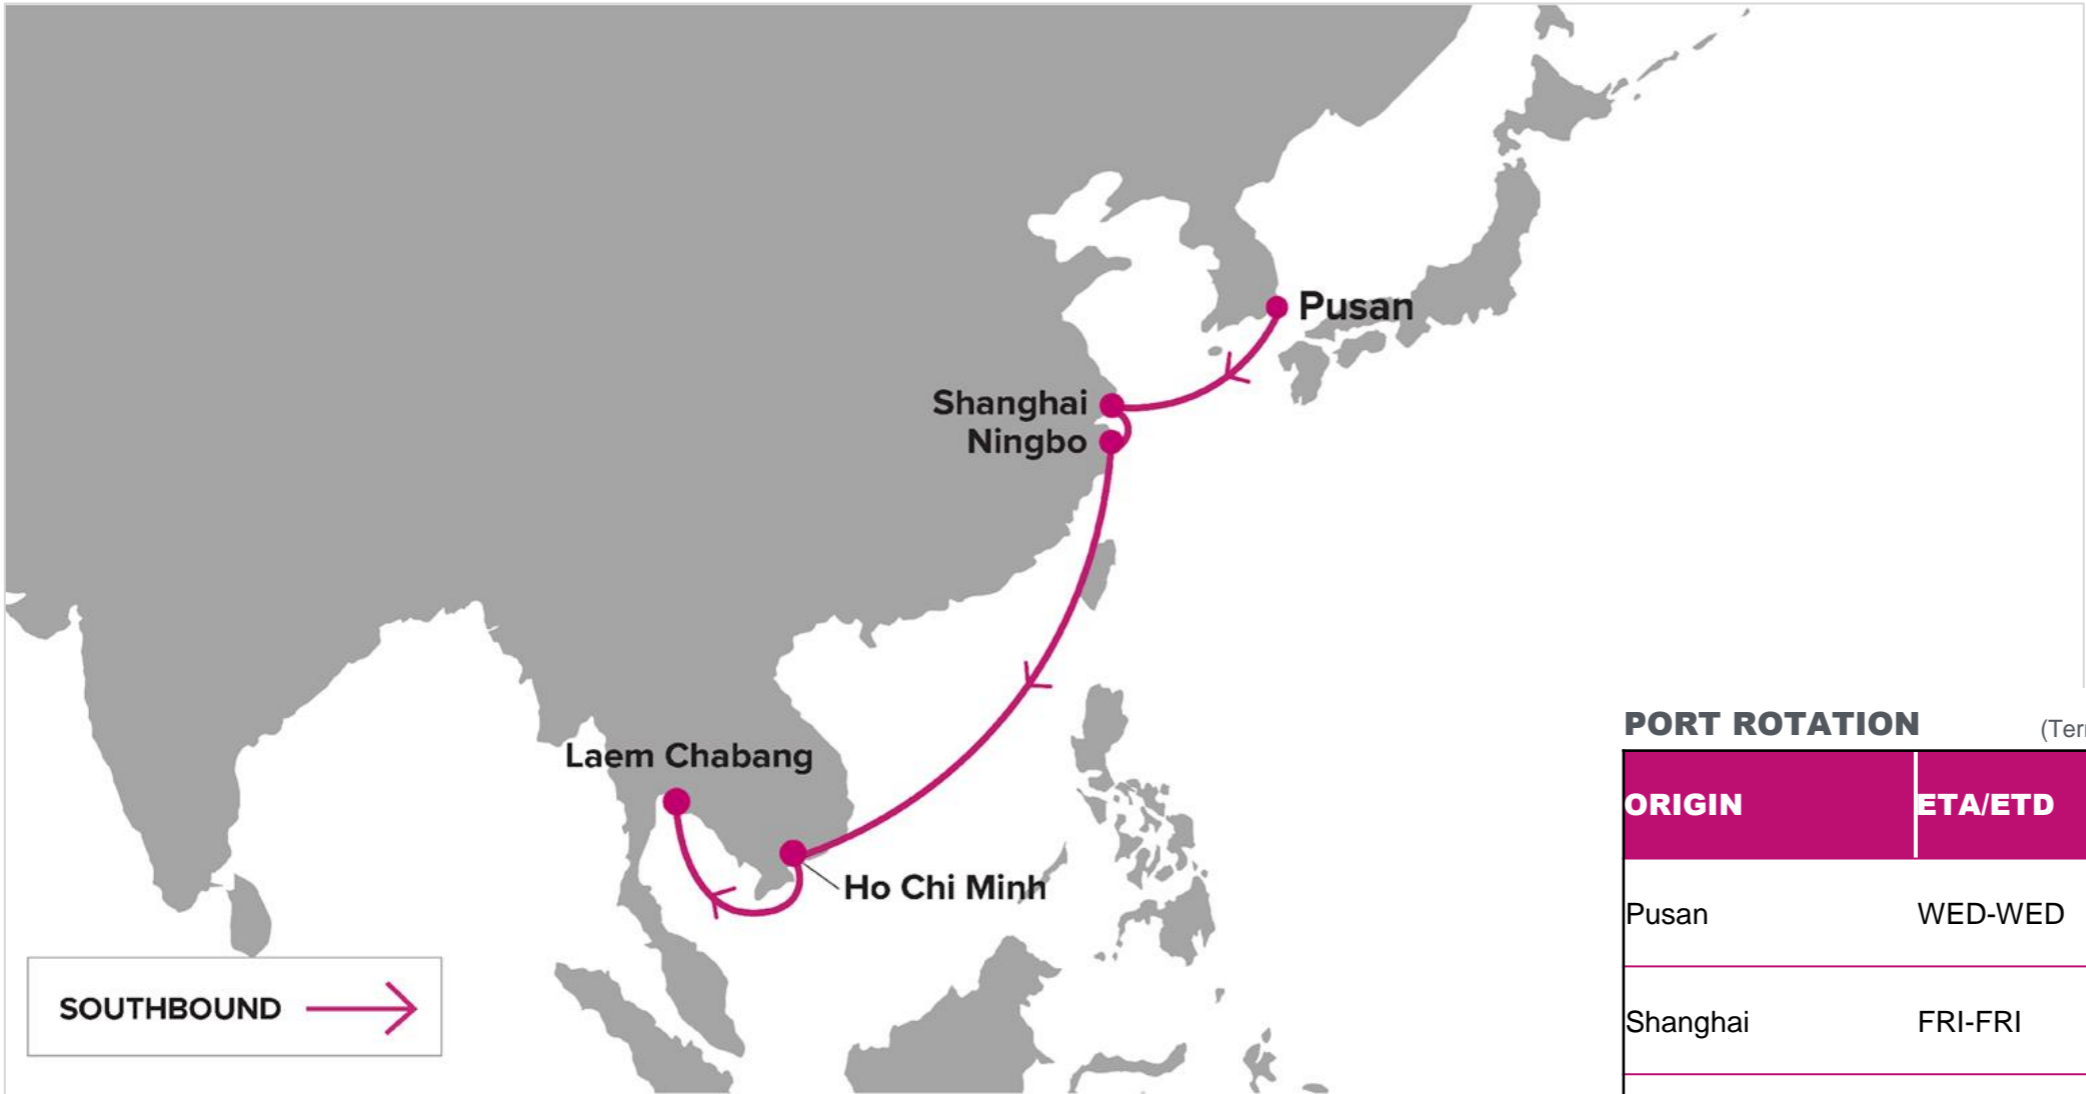 Pusan
Shanghai
Ningbo
Laem Chabang
Ho Chi Minh
SOUTHBOUND
PORT ROTATION
ORIGIN ETA/ETD
Pusan WED-WED
Shanghai FRI-FRI